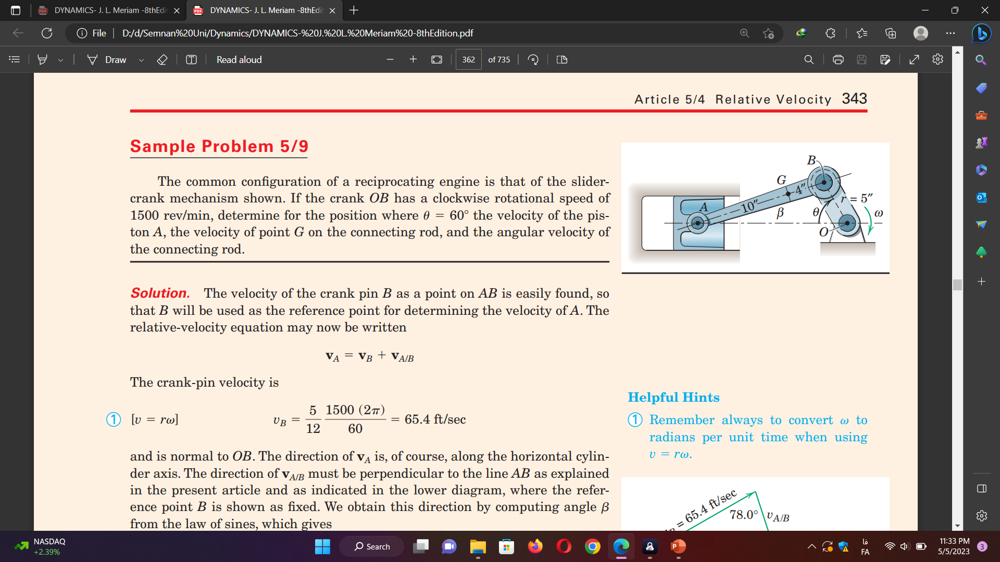 DYNAMICS- J. L. Meriam -8thEdi
DYNAMICS- J. L. Meriam -8thEdi
File
D:/d/Semnan%20Uni/Dynamics/DYNAMICS-%20J.%20L.%20Meriam%20-8thEdition.pdf
Draw
Read aloud
362 of 735
Article 5/4 Relative Velocity 343
Sample Problem 5/9
The common configuration of a reciprocating engine is that of the slider-
crank mechanism shown. If the crank OB has a clockwise rotational speed of
1500 rev/min, determine for the position where θ = 60° the velocity of the pis-
ton A, the velocity of point G on the connecting rod, and the angular velocity of
the connecting rod.
B
G
4″
r = 5″
A
10″
β
θ
ω
O
Solution. The velocity of the crank pin B as a point on AB is easily found, so
that B will be used as the reference point for determining the velocity of A. The
relative-velocity equation may now be written
v_A = v_B + v_A/B
The crank-pin velocity is
① [v = rω] v_B = 5/12 1500 (2π)/60 = 65.4 ft/sec
and is normal to OB. The direction of v_A is, of course, along the horizontal cylin-
der axis. The direction of v_A/B must be perpendicular to the line AB as explained
in the present article and as indicated in the lower diagram, where the refer-
ence point B is shown as fixed. We obtain this direction by computing angle β
from the law of sines, which gives
Helpful Hints
① Remember always to convert ω to
radians per unit time when using
v = rω.
= 65.4 ft/sec
78.0°
v_A/B
NASDAQ
+2.39%
Search
فا
FA
11:33 PM
5/5/2023
3